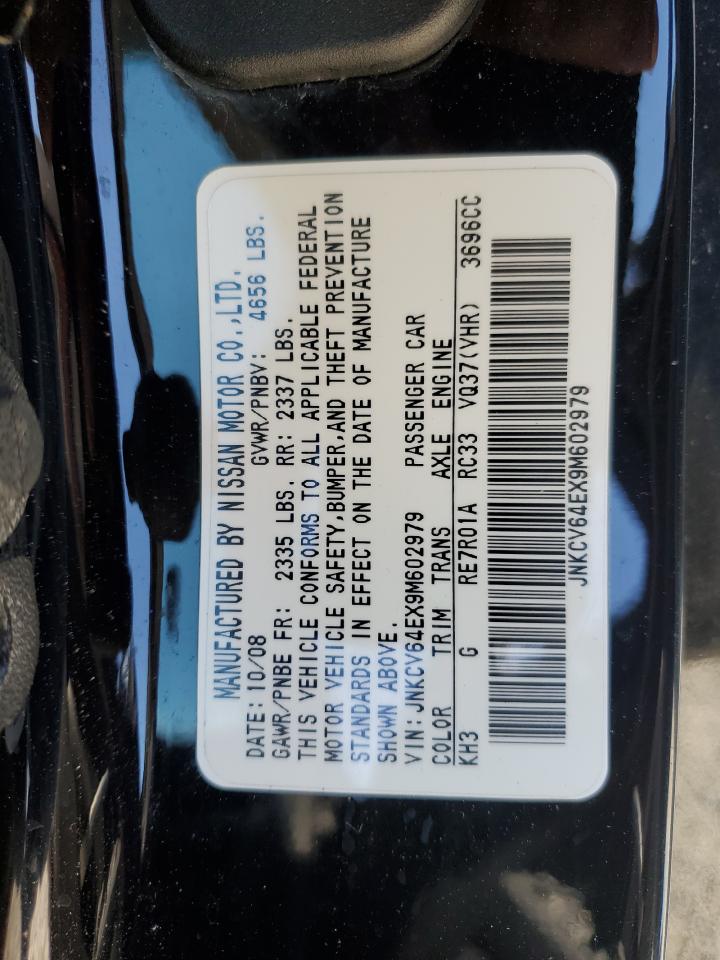 MANUFACTURED BY NISSAN MOTOR CO.,LTD.
DATE: 10/08 GVWR/PNBV: 4656 LBS.
GAWR/PNBE FR: 2335 LBS. RR: 2337 LBS.
THIS VEHICLE CONFORMS TO ALL APPLICABLE FEDERAL
MOTOR VEHICLE SAFETY,BUMPER,AND THEFT PREVENTION
STANDARDS IN EFFECT ON THE DATE OF MANUFACTURE
SHOWN ABOVE.
VIN: JNKCV64EX9M602979 PASSENGER CAR
COLOR TRIM TRANS AXLE ENGINE
KH3 G RE7R01A RC33 VQ37(VHR) 3696CC
JNKCV64EX9M602979